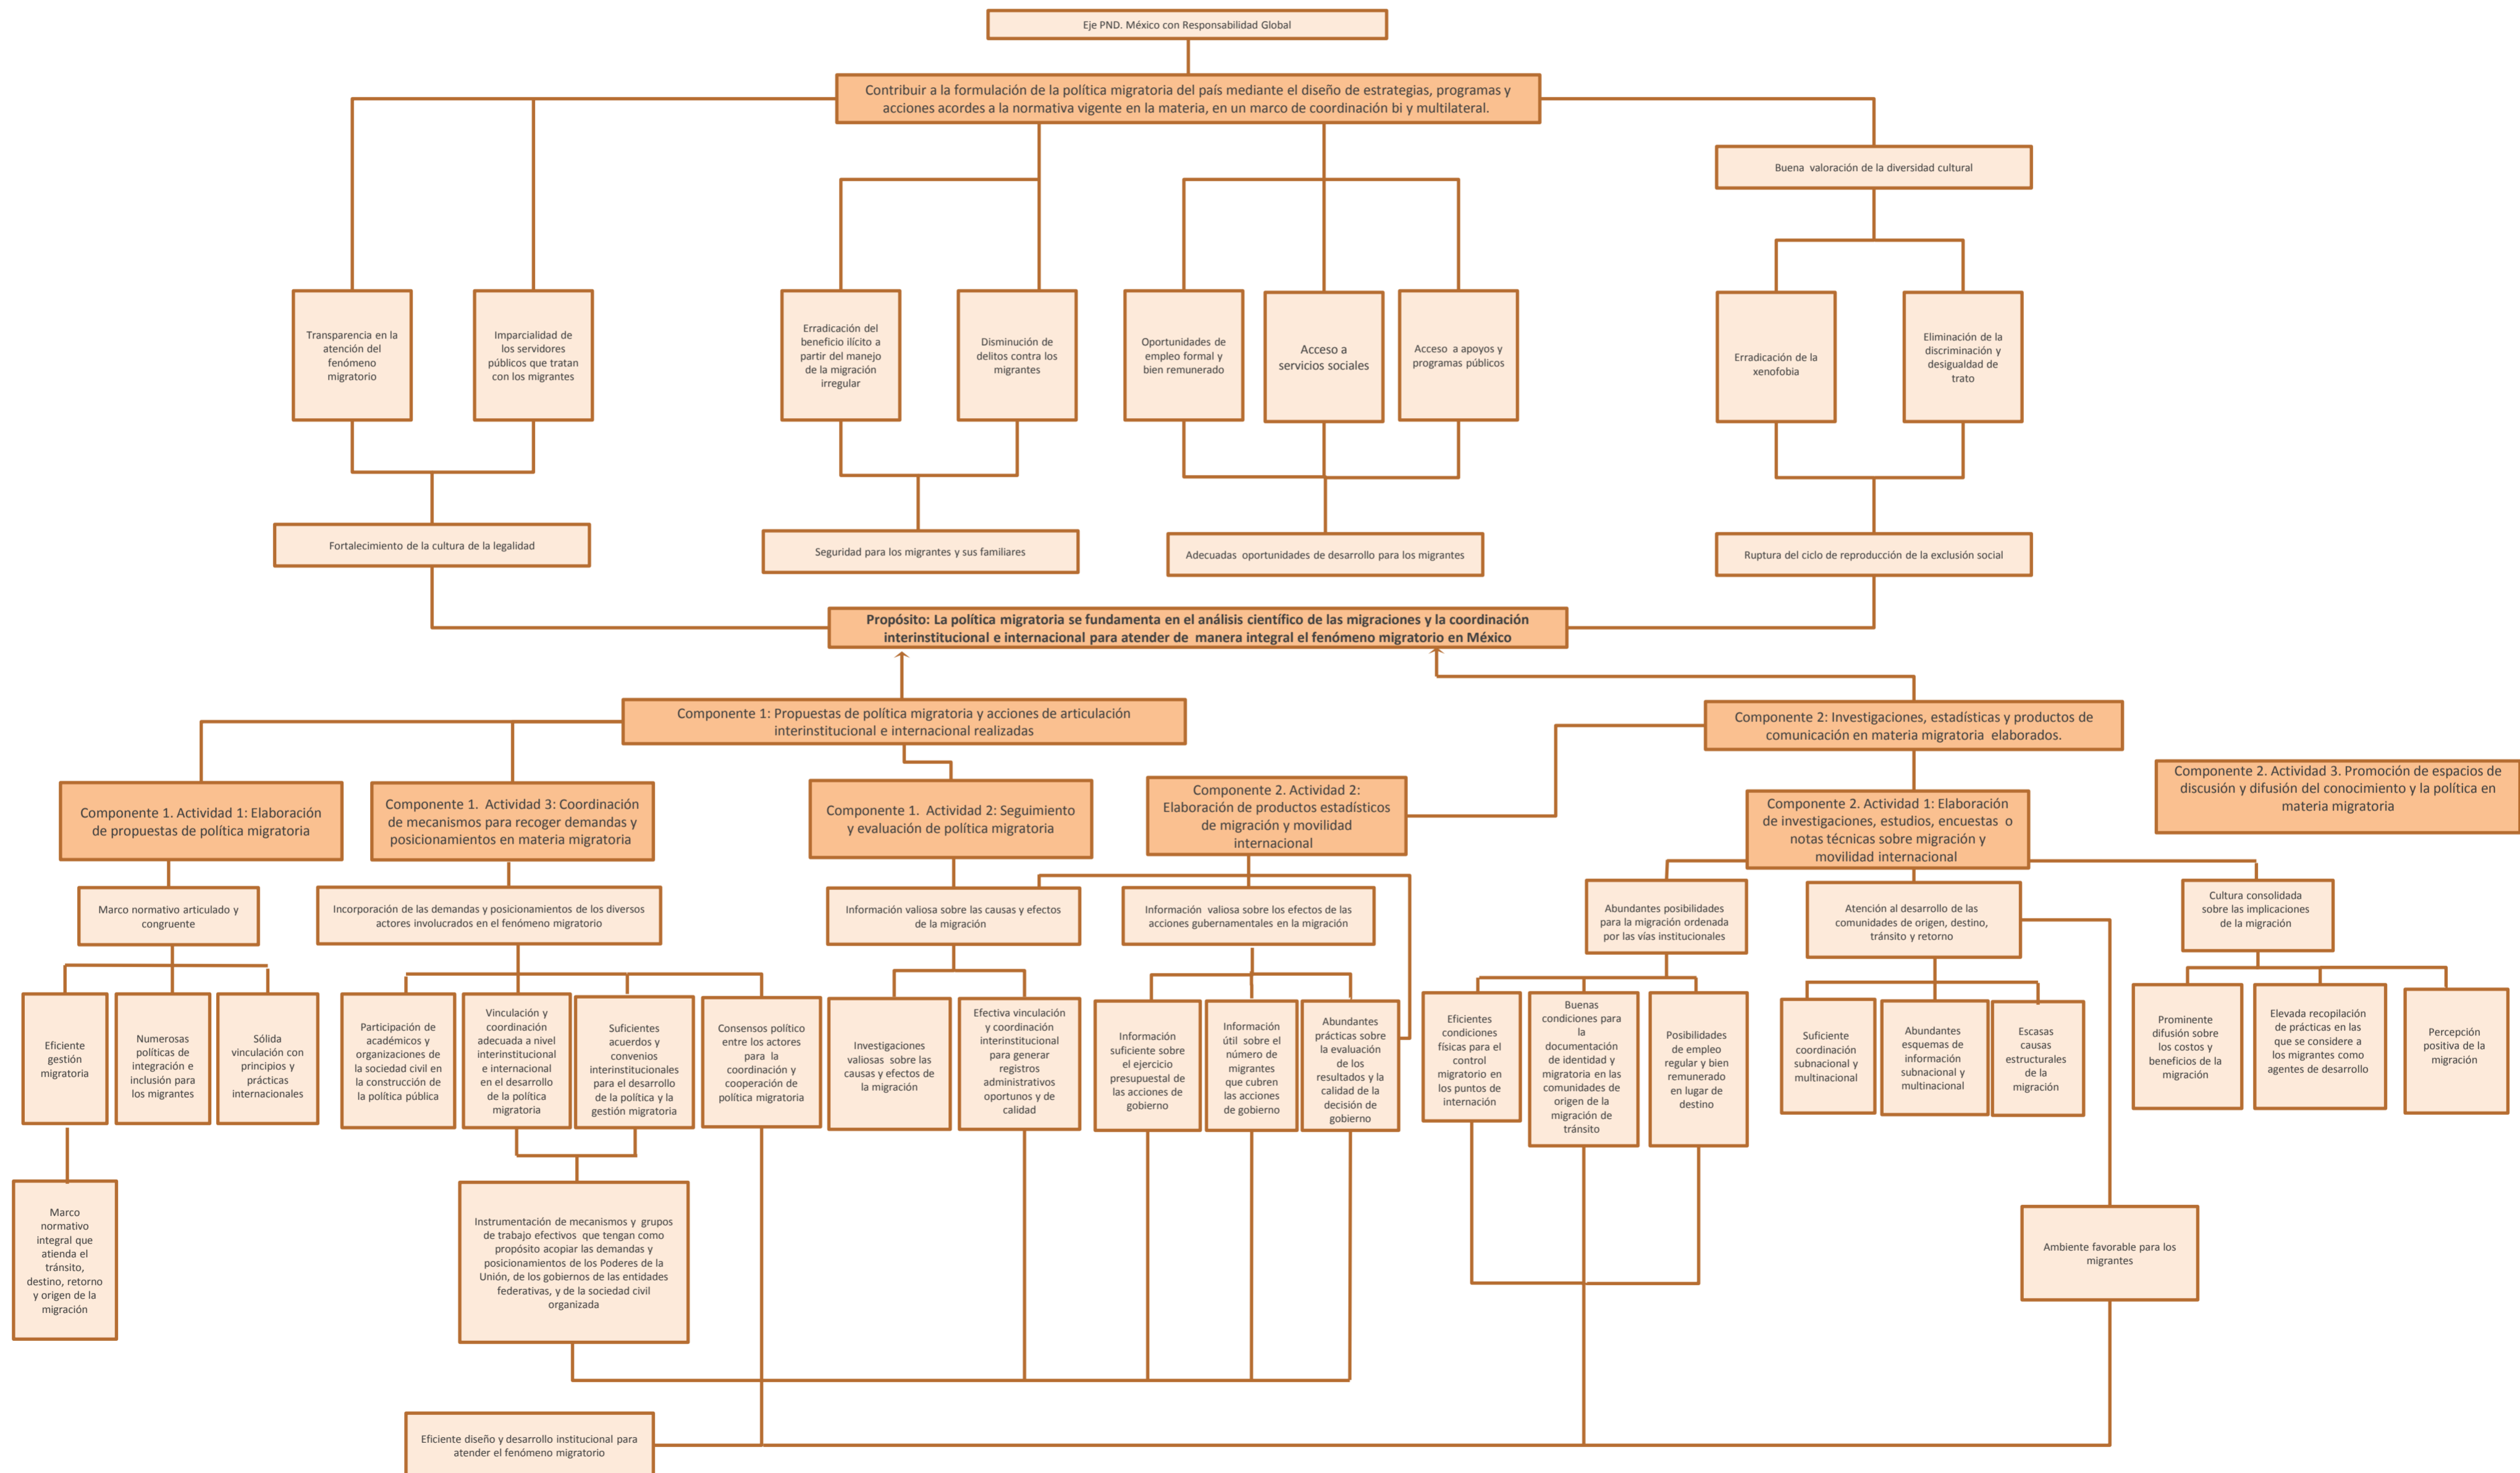 Eje PND. México con Responsabilidad Global
Contribuir a la formulación de la política migratoria del país mediante el diseño de estrategias, programas y
acciones acordes a la normativa vigente en la materia, en un marco de coordinación bi y multilateral.
Buena  valoración de la diversidad cultural
Transparencia en la
atención del
fenómeno
migratorio
Imparcialidad de
los servidores
públicos que tratan
con los migrantes
Erradicación del
beneficio ilícito a
partir del manejo
de la migración
irregular
Disminución de
delitos contra los
migrantes
Oportunidades de
empleo formal y
bien remunerado
Acceso a
servicios sociales
Acceso  a apoyos y
programas públicos
Erradicación de la
xenofobia
Eliminación de la
discriminación y
desigualdad de
trato
Fortalecimiento de la cultura de la legalidad
Seguridad para los migrantes y sus familiares
Adecuadas  oportunidades de desarrollo para los migrantes
Ruptura del ciclo de reproducción de la exclusión social
Propósito: La política migratoria se fundamenta en el análisis científico de las migraciones y la coordinación
interinstitucional e internacional para atender de  manera integral el fenómeno migratorio en México
Componente 1: Propuestas de política migratoria y acciones de articulación
interinstitucional e internacional realizadas
Componente 2: Investigaciones, estadísticas y productos de
comunicación en materia migratoria  elaborados.
Componente 1. Actividad 1: Elaboración
de propuestas de política migratoria
Componente 1.  Actividad 3: Coordinación
de mecanismos para recoger demandas y
posicionamientos en materia migratoria
Componente 1.  Actividad 2: Seguimiento
y evaluación de política migratoria
Componente 2. Actividad 2:
Elaboración de productos estadísticos
de migración y movilidad
internacional
Componente 2. Actividad 1: Elaboración
de investigaciones, estudios, encuestas  o
notas técnicas sobre migración y
movilidad internacional
Componente 2. Actividad 3. Promoción de espacios de
discusión y difusión del conocimiento y la política en
materia migratoria
Marco normativo articulado y
congruente
Incorporación de las demandas y posicionamientos de los diversos
actores involucrados en el fenómeno migratorio
Información valiosa sobre las causas y efectos
de la migración
Información  valiosa sobre los efectos de las
acciones gubernamentales en la migración
Abundantes posibilidades
para la migración ordenada
por las vías institucionales
Atención al desarrollo de las
comunidades de origen, destino,
tránsito y retorno
Cultura consolidada
sobre las implicaciones
de la migración
Eficiente
gestión
migratoria
Numerosas
políticas de
integración e
inclusión para
los migrantes
Sólida
vinculación con
principios y
prácticas
internacionales
Participación de
académicos y
organizaciones de
la sociedad civil en
la construcción de
la política pública
Vinculación y
coordinación
adecuada a nivel
interinstitucional
e internacional
en el desarrollo
de la política
migratoria
Suficientes
acuerdos y
convenios
interinstitucionales
para el desarrollo
de la política y la
gestión migratoria
Consensos político
entre los actores
para  la
coordinación y
cooperación de
política migratoria
Investigaciones
valiosas  sobre las
causas y efectos de
la migración
Efectiva vinculación
y coordinación
interinstitucional
para generar
registros
administrativos
oportunos y de
calidad
Información
suficiente sobre
el ejercicio
presupuestal de
las acciones de
gobierno
Información
útil  sobre el
número de
migrantes
que cubren
las acciones
de gobierno
Abundantes
prácticas sobre
la evaluación
de los
resultados y la
calidad de la
decisión de
gobierno
Eficientes
condiciones
físicas para el
control
migratorio en
los puntos de
internación
Buenas
condiciones para
la
documentación
de identidad y
migratoria en las
comunidades de
origen de la
migración de
tránsito
Posibilidades
de empleo
regular y bien
remunerado
en lugar de
destino
Suficiente
coordinación
subnacional y
multinacional
Abundantes
esquemas de
información
subnacional y
multinacional
Escasas
causas
estructurales
de la
migración
Prominente
difusión sobre
los costos y
beneficios de la
migración
Elevada recopilación
de prácticas en las
que se considere a
los migrantes como
agentes de desarrollo
Percepción
positiva de la
migración
Marco
normativo
integral que
atienda el
tránsito,
destino, retorno
y origen de la
migración
Instrumentación de mecanismos y  grupos
de trabajo efectivos  que tengan como
propósito acopiar las demandas y
posicionamientos de los Poderes de la
Unión, de los gobiernos de las entidades
federativas, y de la sociedad civil
organizada
Ambiente favorable para los
migrantes
Eficiente diseño y desarrollo institucional para
atender el fenómeno migratorio